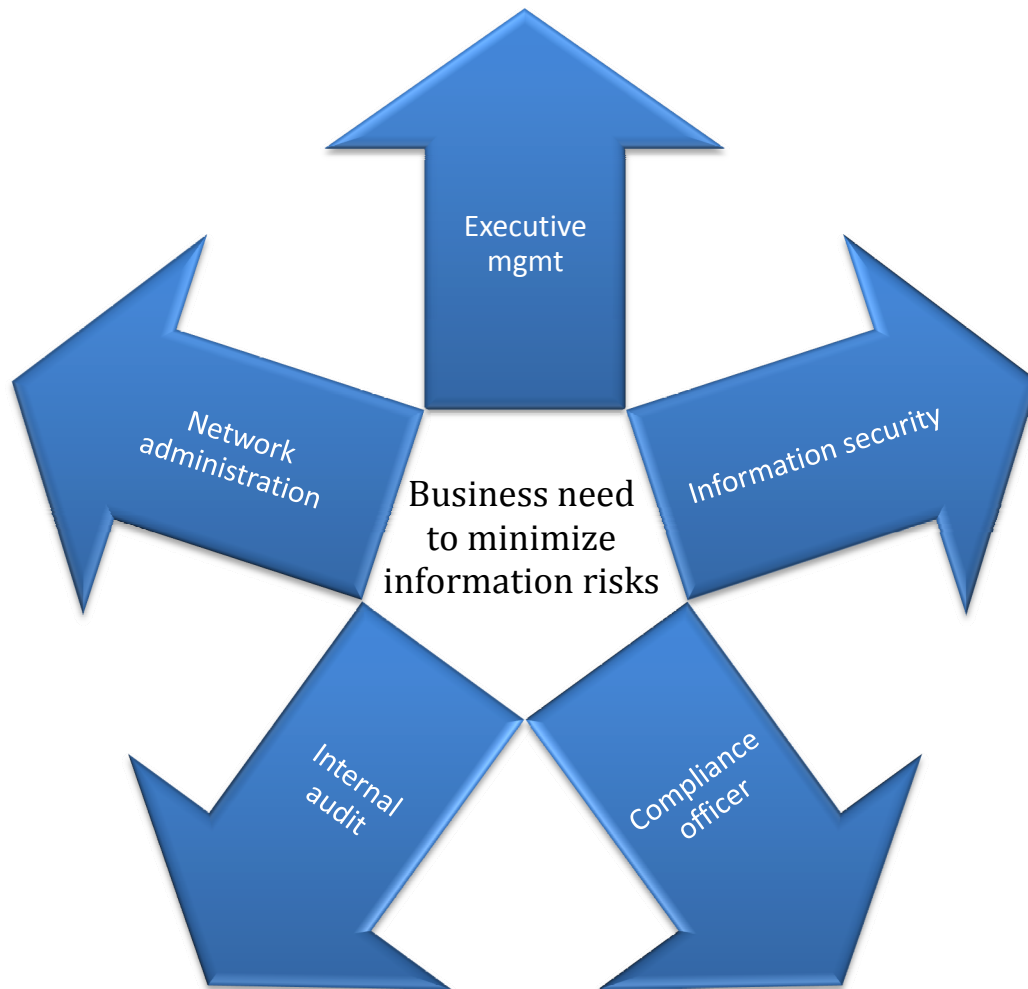 Executive
mgmt
Information security
Compliance
officer
Internal
audit
Network
administration
Business need
to minimize
information risks